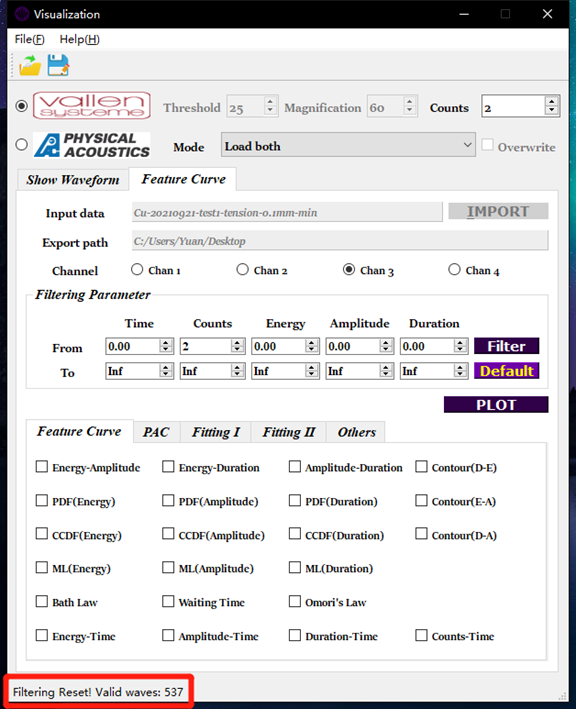 Visualization
File(F) Help(H)
vallen systeme Threshold 25 Magnification 60 Counts 2
PHYSICAL ACOUSTICS Mode Load both Overwrite
Show Waveform Feature Curve
Input data Cu-20210921-test1-tension-0.1mm-min IMPORT
Export path C:/Users/Yuan/Desktop
Channel Chan 1 Chan 2 Chan 3 Chan 4
Filtering Parameter
Time Counts Energy Amplitude Duration
From 0.00 2 0.00 0.00 0.00 Filter
To Inf Inf Inf Inf Inf Default
PLOT
Feature Curve PAC Fitting I Fitting II Others
Energy-Amplitude Energy-Duration Amplitude-Duration Contour(D-E)
PDF(Energy) PDF(Amplitude) PDF(Duration) Contour(E-A)
CCDF(Energy) CCDF(Amplitude) CCDF(Duration) Contour(D-A)
ML(Energy) ML(Amplitude) ML(Duration)
Bath Law Waiting Time Omori's Law
Energy-Time Amplitude-Time Duration-Time Counts-Time
Filtering Reset! Valid waves: 537